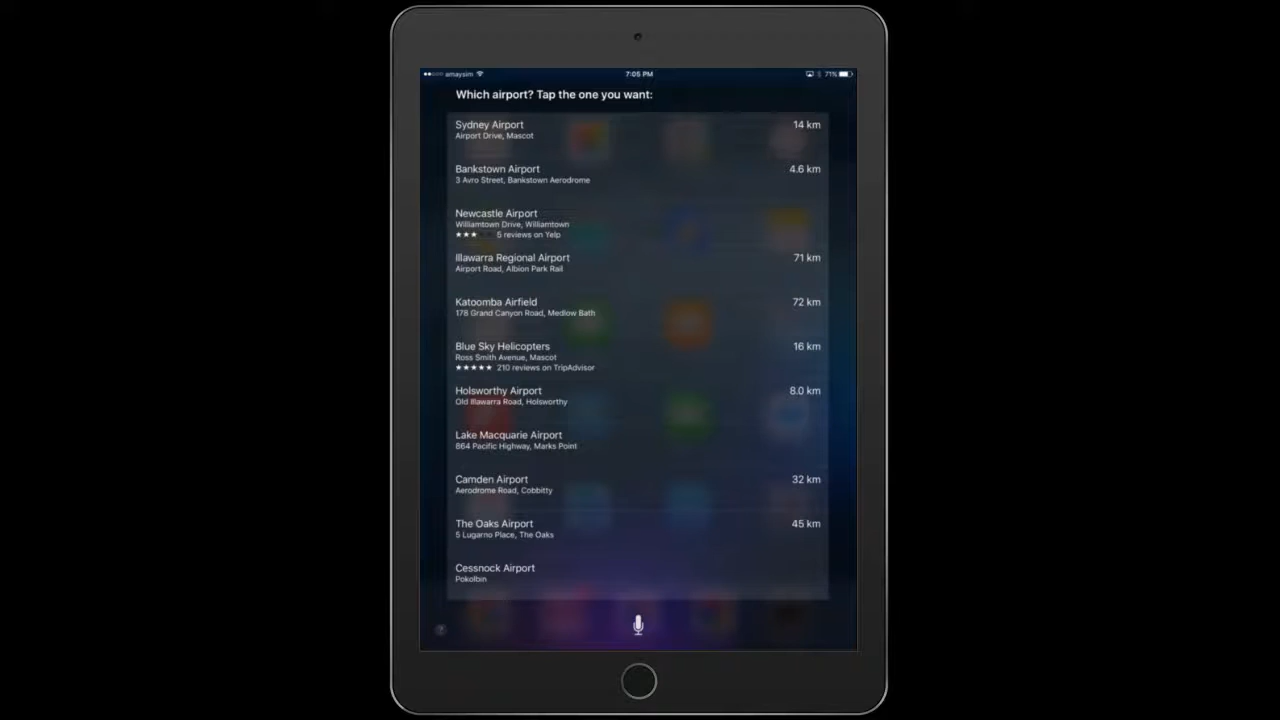 amaysim 7:05 PM 71%
Which airport? Tap the one you want:
Sydney Airport 14 km
Airport Drive, Mascot
Bankstown Airport 4.6 km
3 Avro Street, Bankstown Aerodrome
Newcastle Airport
Williamtown Drive, Williamtown
★★★ 5 reviews on Yelp
Illawarra Regional Airport 71 km
Airport Road, Albion Park Rail
Katoomba Airfield 72 km
178 Grand Canyon Road, Medlow Bath
Blue Sky Helicopters 16 km
Ross Smith Avenue, Mascot
★★★★★ 210 reviews on TripAdvisor
Holsworthy Airport 8.0 km
Old Illawarra Road, Holsworthy
Lake Macquarie Airport
864 Pacific Highway, Marks Point
Camden Airport 32 km
Aerodrome Road, Cobbitty
The Oaks Airport 45 km
5 Lugarno Place, The Oaks
Cessnock Airport
Pokolbin
?